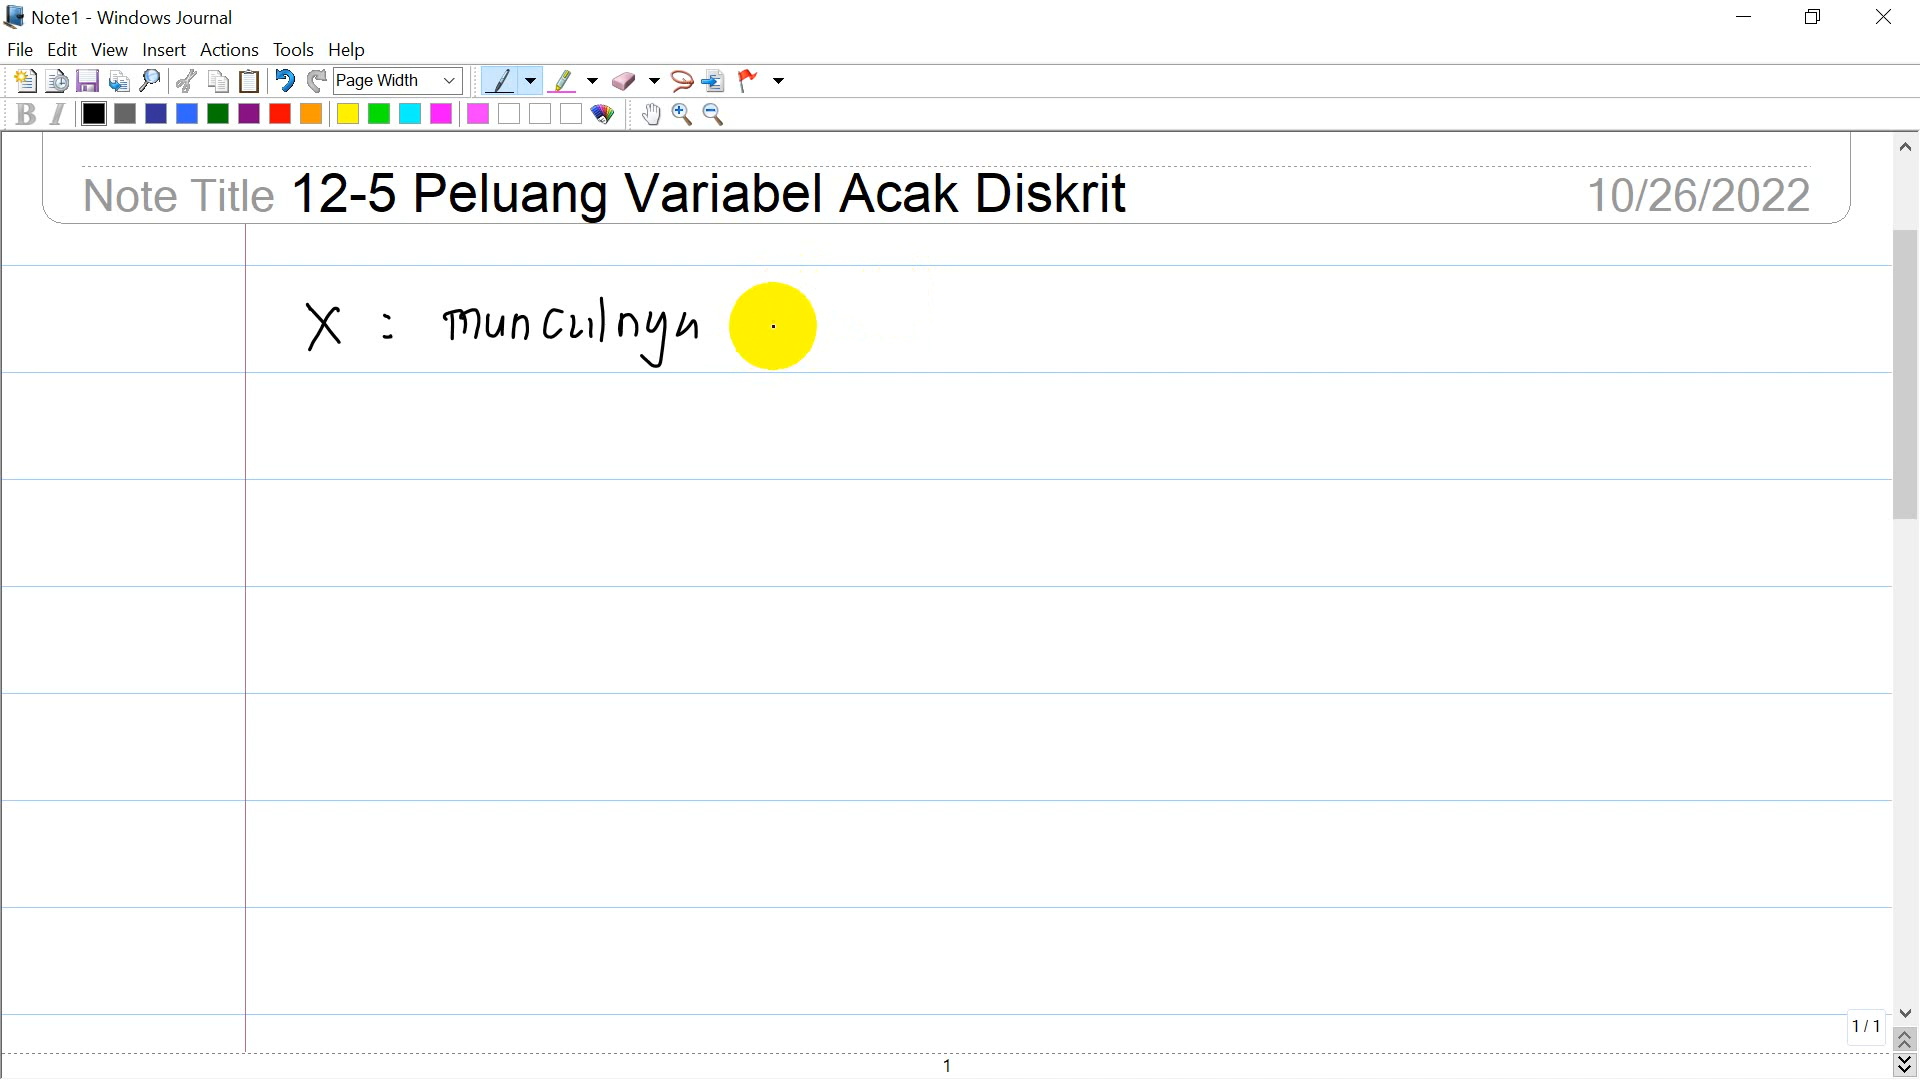 Note1 - Windows Journal
File Edit View Insert Actions Tools Help
Page Width
B I
Note Title 12-5 Peluang Variabel Acak Diskrit 10/26/2022
X : munculnya
1 / 1
1